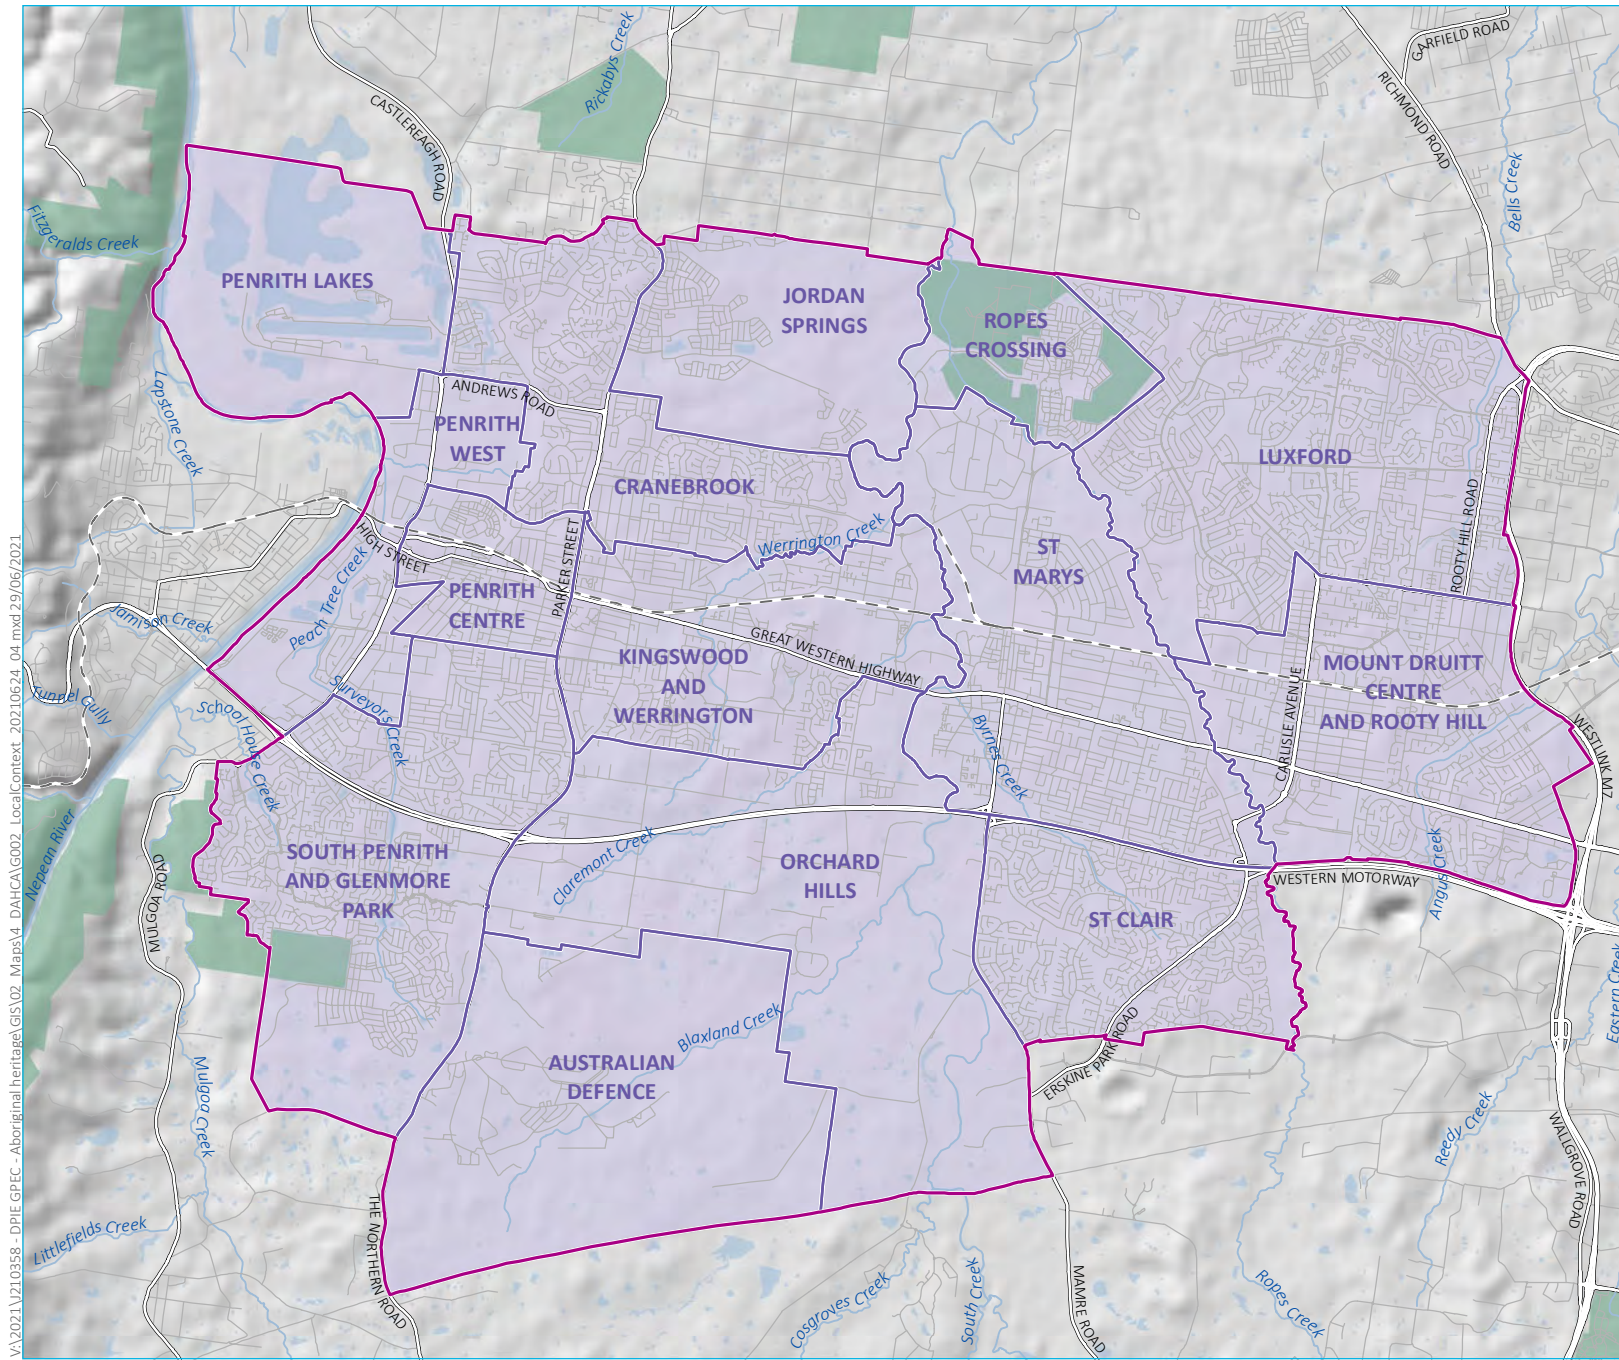 GARFIELD ROAD
Rickabys Creek
CASTLEREAGH ROAD
RICHMOND ROAD
Bells Creek
Fitzgeralds Creek
PENRITH LAKES
JORDAN
SPRINGS
ROPES
CROSSING
ANDREWS ROAD
Lapstone Creek
PENRITH
WEST
LUXFORD
CRANEBROOK
ROOTY HILL ROAD
Werrington Creek
HIGH STREET
PARKER STREET
ST
MARYS
Peach Tree Creek
PENRITH
CENTRE
Jamison Creek
GREAT WESTERN HIGHWAY
KINGSWOOD
AND
WERRINGTON
MOUNT DRUITT
CENTRE
AND ROOTY HILL
Tunnel Gully
Surveyors Creek
School House Creek
Byrnes Creek
CARLISLE AVENUE
WESTLINK M7
Nepean River
MULGOA ROAD
SOUTH PENRITH
AND GLENMORE
PARK
Claremont Creek
ORCHARD
HILLS
WESTERN MOTORWAY
Angus Creek
ST CLAIR
Eastern Creek
Blaxland Creek
AUSTRALIAN
DEFENCE
ERSKINE PARK ROAD
Mulgoa Creek
Reedy Creek
WALLGROVE ROAD
THE NORTHERN ROAD
Littlefields Creek
Cosgroves Creek
South Creek
MAMRE ROAD
Ropes Creek
V:\2021\J210358 - DPIE GPEC - Aboriginal heritage\GIS\02_Maps\4_DAHCA\G002_LocalContext_20210624_04.mxd 29/06/2021